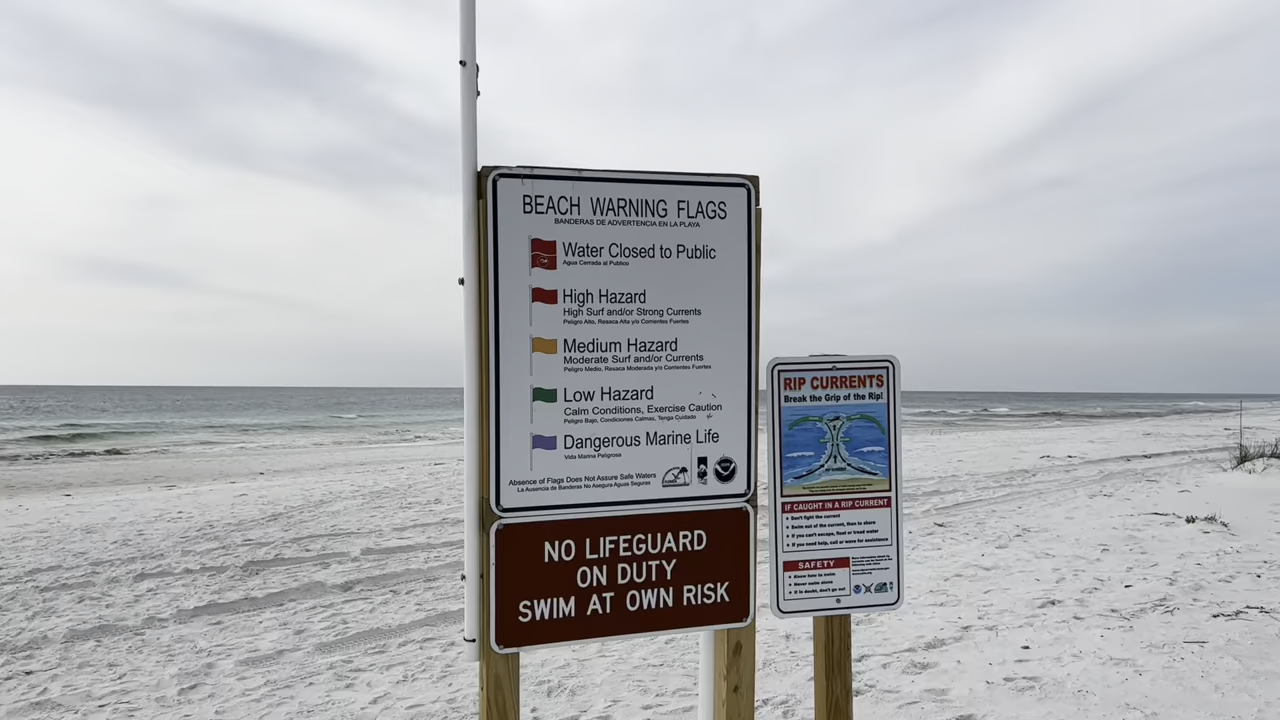 BEACH WARNING FLAGS
BANDERAS DE ADVERTENCIA EN LA PLAYA
Water Closed to Public
Agua Cerrada al Publico
High Hazard
High Surf and/or Strong Currents
Peligro Alto, Resaca Alta y/o Corrientes Fuertes
Medium Hazard
Moderate Surf and/or Currents
Peligro Medio, Resaca Moderada y/o Corrientes Fuertes
Low Hazard
Calm Conditions, Exercise Caution
Peligro Bajo, Condiciones Calmas, Tenga Cuidado
Dangerous Marine Life
Vida Marina Peligrosa
Absence of Flags Does Not Assure Safe Waters
La Ausencia de Banderas No Asegura Aguas Seguras
NO LIFEGUARD
ON DUTY
SWIM AT OWN RISK
RIP CURRENTS
Break the Grip of the Rip!
IF CAUGHT IN A RIP CURRENT
Don't fight the current
Swim out of the current, then to shore
If you can't escape, float or tread water
If you need help, call or wave for assistance
SAFETY
Know how to swim
Never swim alone
If in doubt, don't go out